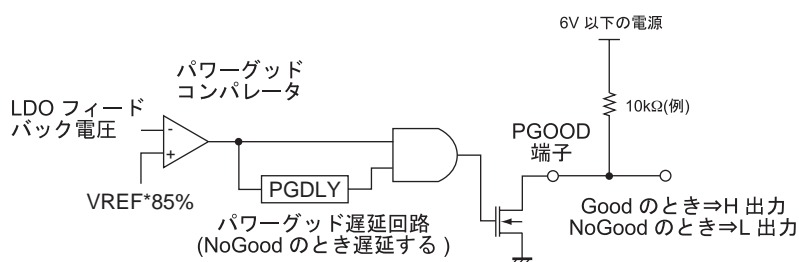 6V 以下の電源
パワーグッド
コンパレータ
LDO フィード
バック電圧
10kΩ(例)
PGOOD
端子
-
+
PGDLY
VREF*85%
パワーグッド遅延回路
(NoGood のとき遅延する )
Good のとき⇒H 出力
NoGood のとき⇒L 出力